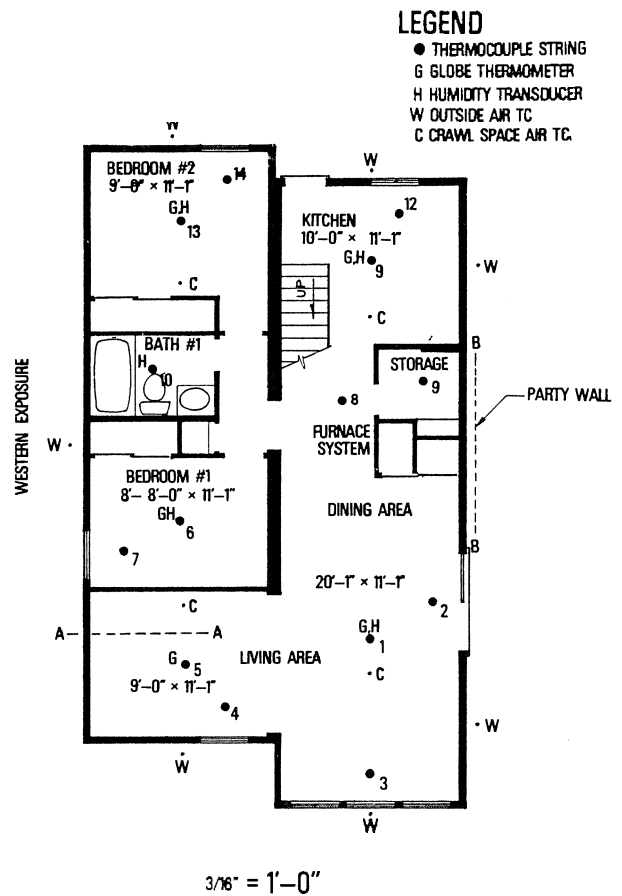 LEGEND
● THERMOCOUPLE STRING
G GLOBE THERMOMETER
H HUMIDITY TRANSDUCER
W OUTSIDE AIR TC
C CRAWL SPACE AIR TC.
W
BEDROOM #2
9'-0" × 11'-1"
14
G,H
13
C
W
KITCHEN
10'-0" × 11'-1"
12
G,H
9
UP
C
W
BATH #1
H
10
B
STORAGE
9
8
PARTY WALL
FURNACE
SYSTEM
WESTERN EXPOSURE
W
BEDROOM #1
8'- 8'-0" × 11'-1"
GH
6
7
DINING AREA
B
20'-1" × 11'-1"
2
C
A
A
G,H
1
G
5
LIVING AREA
C
9'-0" × 11'-1"
4
W
W
3
W
3/16" = 1'-0"